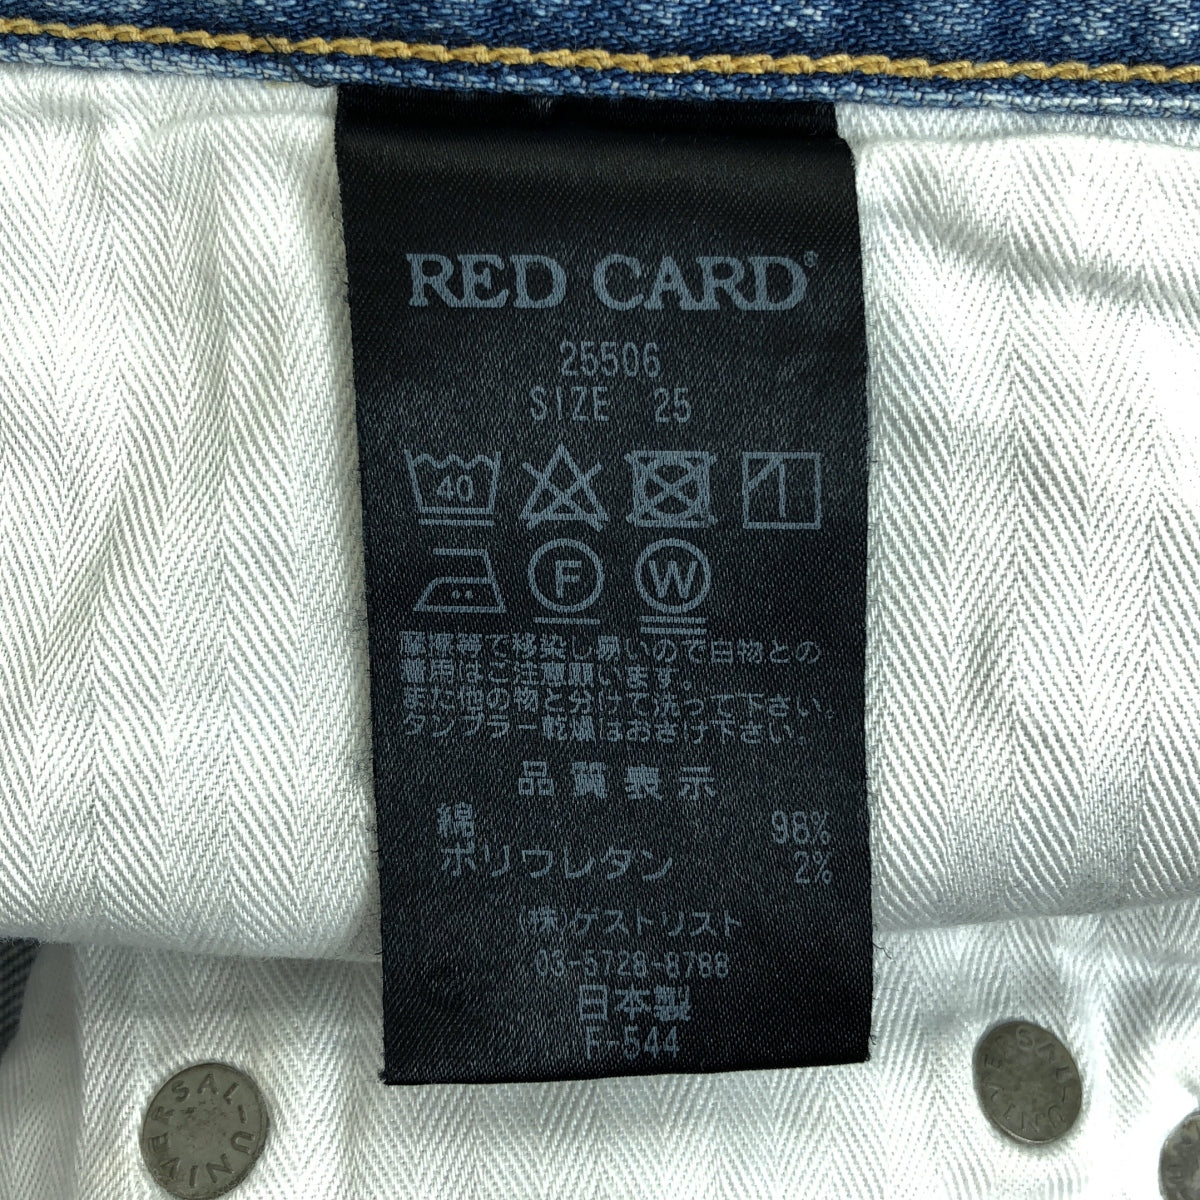 RED CARD®
25506
SIZE 25
40
F
W
摩擦等で移染し易いので白物との
着用はご注意願います。
また他の物と分けて洗って下さい。
タンブラー乾燥はおさけ下さい。
品質表示
綿 98%
ポリウレタン 2%
(株)ゲストリスト
03-5728-8788
日本製
F-544
UNIVERSAL-UNIVERSAL